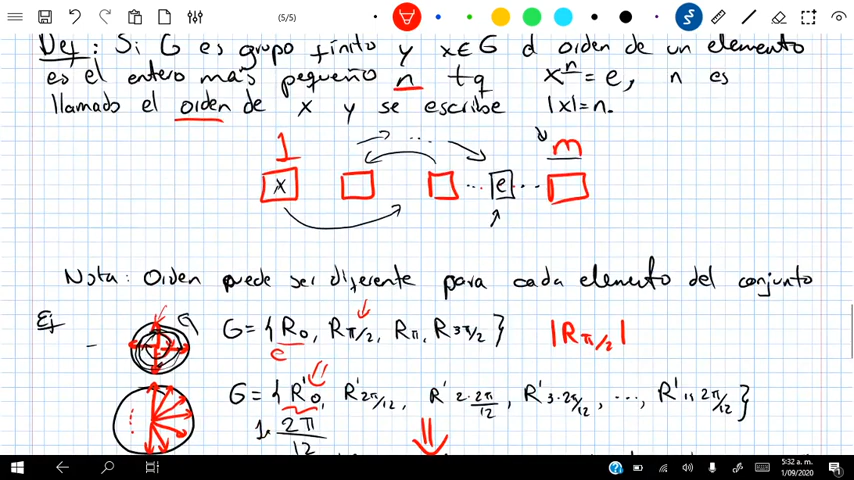 (5/5)
Def: Si G es grupo finito y x∈G el orden de un elemento
es el entero más pequeño n tq xⁿ = e, n es
llamado el orden de x y se escribe |x|=n.
1 ... m
x ... e ...
Nota: Orden puede ser diferente para cada elemento del conjunto
Ej G = { R0, Rπ/2, Rπ, R3π/2 } |Rπ/2|
e
G = { R'0, R'2π/12, R'2·2π/12, R'3·2π/12, ..., R'11 2π/12 }
1· 2π/12
5:32 a. m.
1/09/2020